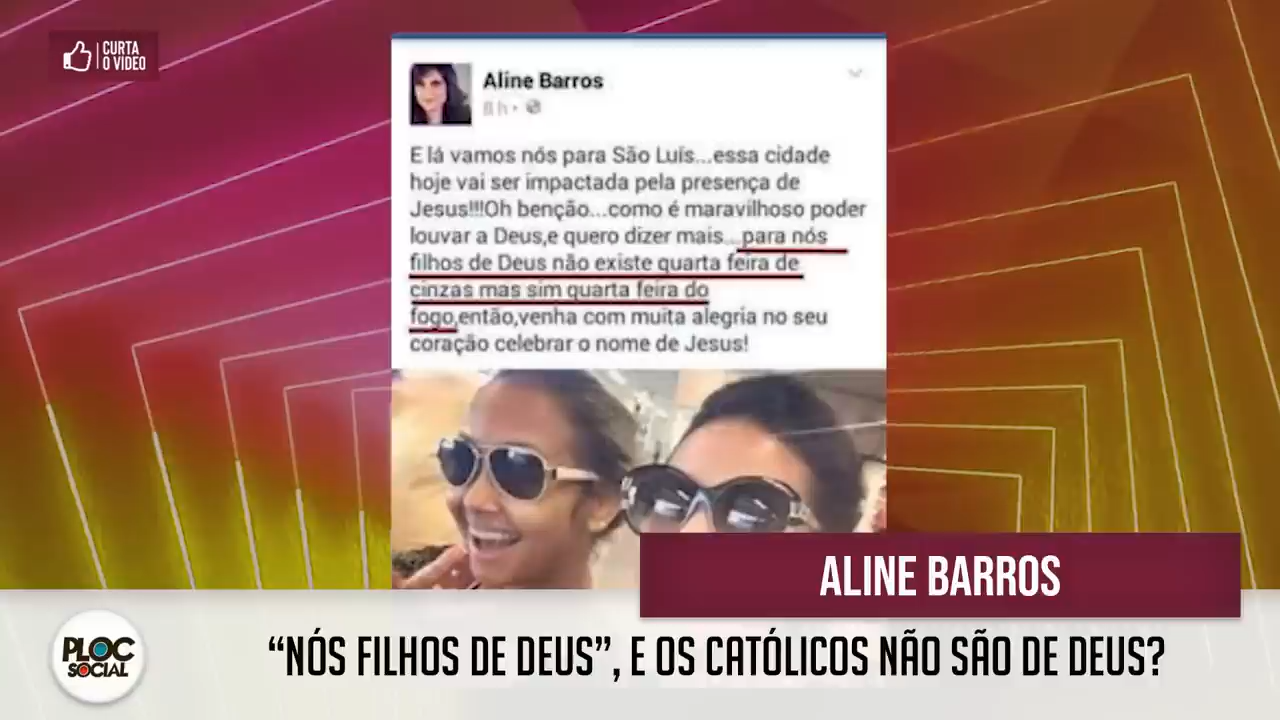 CURTA
O VIDEO
Aline Barros
8 h
E lá vamos nós para São Luís...essa cidade
hoje vai ser impactada pela presença de
Jesus!!!Oh benção...como é maravilhoso poder
louvar a Deus,e quero dizer mais...para nós
filhos de Deus não existe quarta feira de
cinzas mas sim quarta feira do
fogo,então,venha com muita alegria no seu
coração celebrar o nome de Jesus!
ALINE BARROS
PLOC
SOCIAL
“NÓS FILHOS DE DEUS”, E OS CATÓLICOS NÃO SÃO DE DEUS?